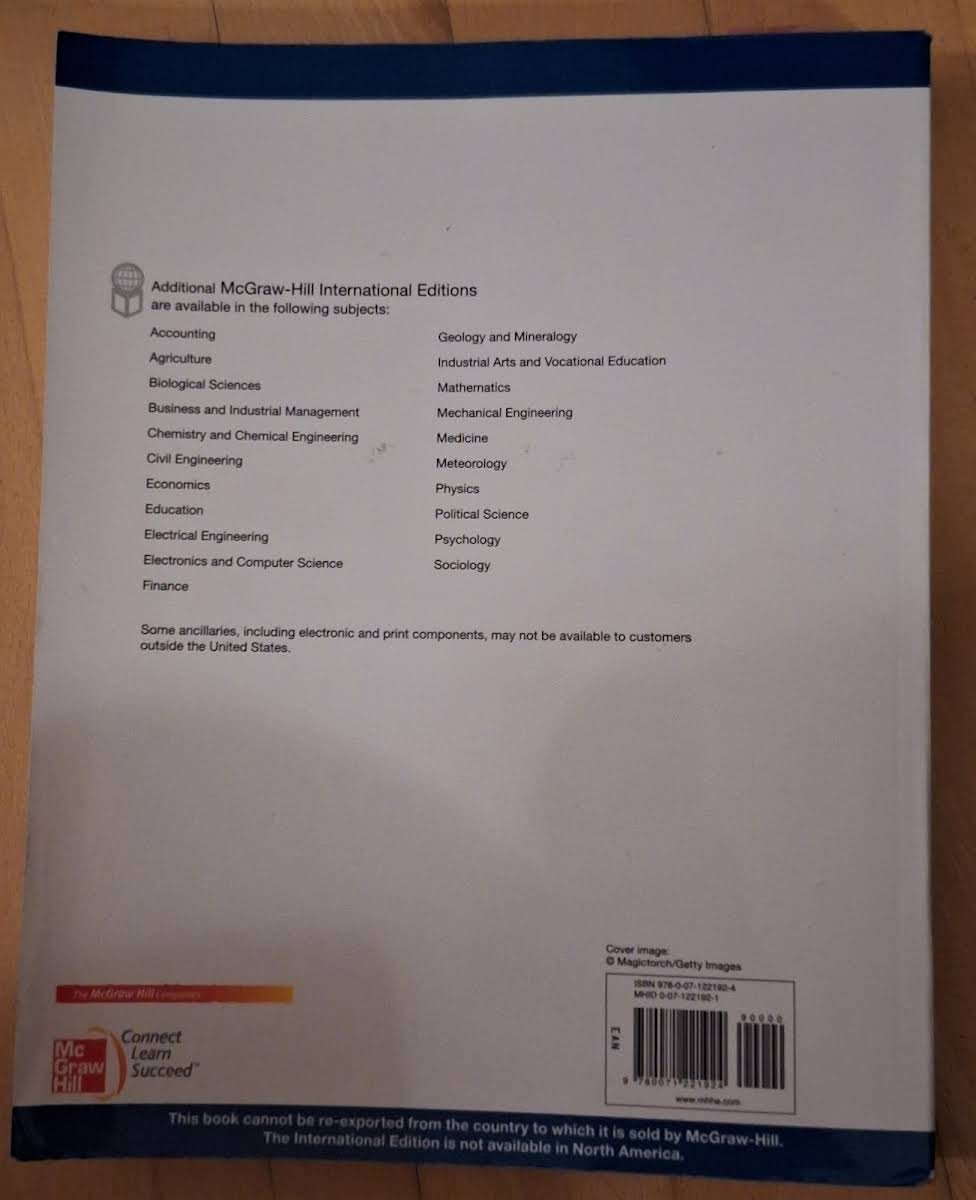 Additional McGraw-Hill International Editions
are available in the following subjects:
Accounting
Agriculture
Biological Sciences
Business and Industrial Management
Chemistry and Chemical Engineering
Civil Engineering
Economics
Education
Electrical Engineering
Electronics and Computer Science
Finance
Geology and Mineralogy
Industrial Arts and Vocational Education
Mathematics
Mechanical Engineering
Medicine
Meteorology
Physics
Political Science
Psychology
Sociology
Some ancillaries, including electronic and print components, may not be available to customers
outside the United States.
Cover image:
© Magictorch/Getty Images
ISBN 978-0-07-122192-4
MHID 0-07-122192-1
90000
EAN
9 780071 221924
www.mhhe.com
The McGraw-Hill Companies
Mc
Graw
Hill
Connect
Learn
Succeed™
This book cannot be re-exported from the country to which it is sold by McGraw-Hill.
The International Edition is not available in North America.